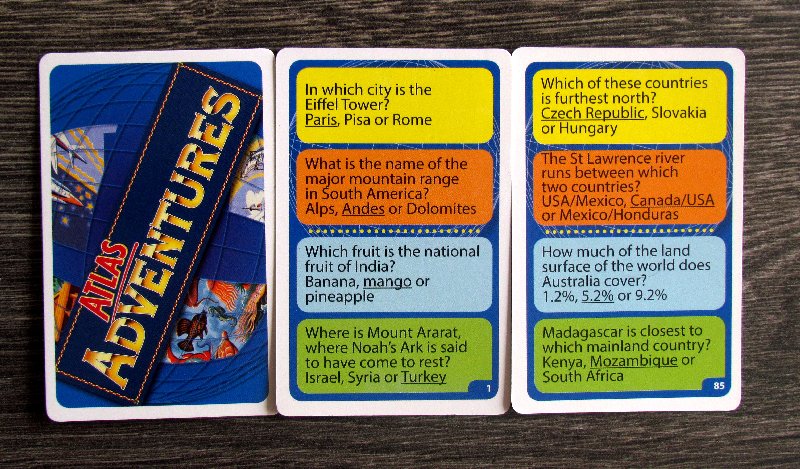 ATLAS
ADVENTURES
In which city is the
Eiffel Tower?
Paris, Pisa or Rome
What is the name of the
major mountain range
in South America?
Alps, Andes or Dolomites
Which fruit is the national
fruit of India?
Banana, mango or
pineapple
Where is Mount Ararat,
where Noah's Ark is said
to have come to rest?
Israel, Syria or Turkey
1
Which of these countries
is furthest north?
Czech Republic, Slovakia
or Hungary
The St Lawrence river
runs between which
two countries?
USA/Mexico, Canada/USA
or Mexico/Honduras
How much of the land
surface of the world does
Australia cover?
1.2%, 5.2% or 9.2%
Madagascar is closest to
which mainland country?
Kenya, Mozambique or
South Africa
85